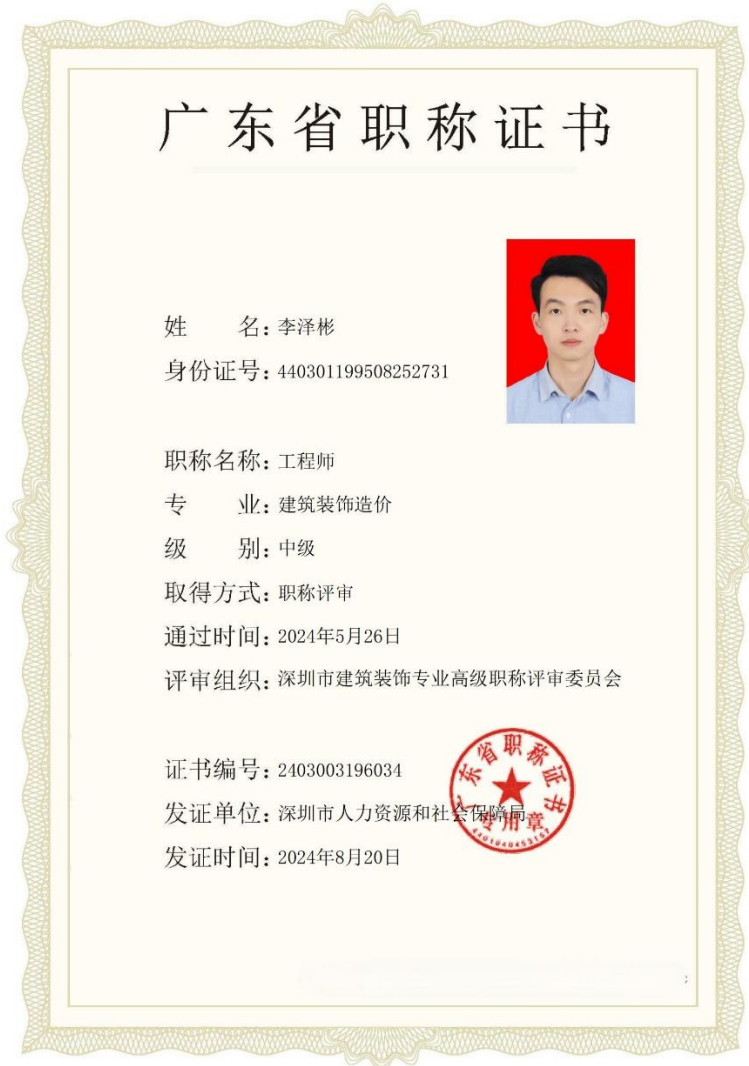 广东省职称证书
姓 名：李泽彬
身份证号：440301199508252731
职称名称：工程师
专 业：建筑装饰造价
级 别：中级
取得方式：职称评审
通过时间：2024年5月26日
评审组织：深圳市建筑装饰专业高级职称评审委员会
证书编号：2403003196034
发证单位：深圳市人力资源和社会保障局
发证时间：2024年8月20日
广东省职称证书
专用章
4401040453157